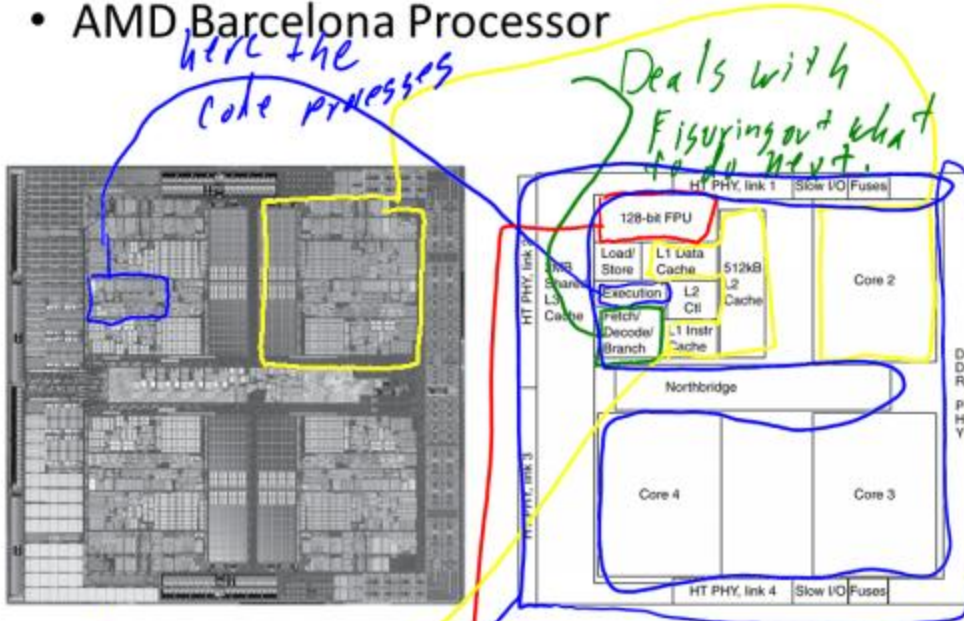 • AMD Barcelona Processor
here the
code processes
Deals with
Figuring out what
to do next.
HT PHY, link 1
Slow I/O
Fuses
HT PHY, link 2
128-bit FPU
Load/
Store
L1 Data
Cache
512kB
L2
Cache
Core 2
2MB
Shared
L3
Cache
Execution
L2
Ctl
Fetch/
Decode/
Branch
L1 Instr
Cache
Northbridge
DDR PHY
HT PHY, link 3
Core 4
Core 3
HT PHY, link 4
Slow I/O
Fuses